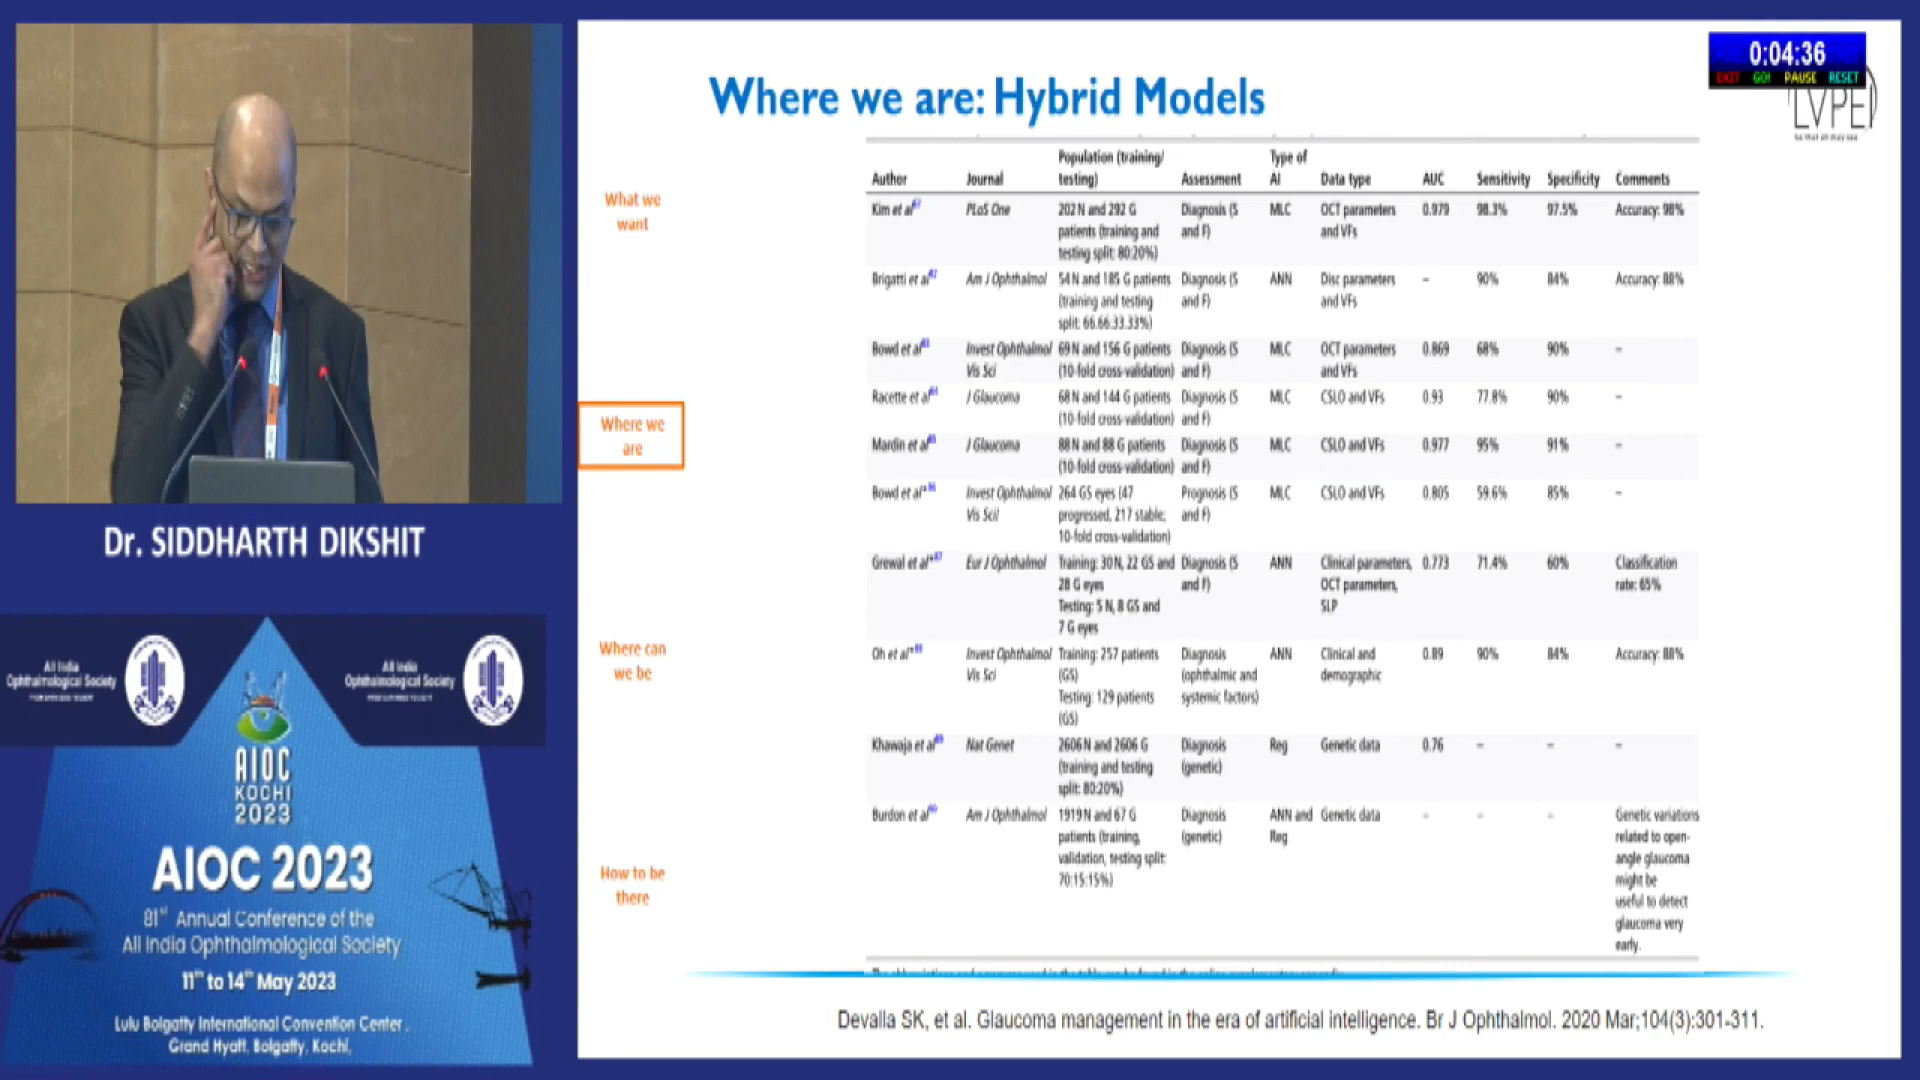 0:04:36
EXIT GO! PAUSE RESET
LVPEI
So that all may see
Where we are: Hybrid Models
What we
want
Where we
are
Where can
we be
How to be
there
Author Journal Population (training/ testing) Assessment Type of AI Data type AUC Sensitivity Specificity Comments
Kim et al PLoS One 202 N and 292 G patients (training and testing split: 80:20%) Diagnosis (S and F) MLC OCT parameters and VFs 0.979 98.3% 97.5% Accuracy: 98%
Brigatti et al Am J Ophthalmol 54 N and 185 G patients (training and testing split: 66.66:33.33%) Diagnosis (S and F) ANN Disc parameters and VFs – 90% 84% Accuracy: 88%
Bowd et al Invest Ophthalmol Vis Sci 69 N and 156 G patients (10-fold cross-validation) Diagnosis (S and F) MLC OCT parameters and VFs 0.869 68% 90% –
Racette et al J Glaucoma 68 N and 144 G patients (10-fold cross-validation) Diagnosis (S and F) MLC CSLO and VFs 0.93 77.8% 90% –
Mardin et al J Glaucoma 88 N and 88 G patients (10-fold cross-validation) Diagnosis (S and F) MLC CSLO and VFs 0.977 95% 91% –
Bowd et al* Invest Ophthalmol Vis Sci 264 GS eyes (47 progressed, 217 stable; 10-fold cross-validation) Prognosis (S and F) MLC CSLO and VFs 0.805 59.6% 85% –
Grewal et al* Eur J Ophthalmol Training: 30 N, 22 GS and 28 G eyes Testing: 5 N, 8 GS and 7 G eyes Diagnosis (S and F) ANN Clinical parameters, OCT parameters, SLP 0.773 71.4% 60% Classification rate: 65%
Oh et al* Invest Ophthalmol Vis Sci Training: 257 patients (GS) Testing: 129 patients (GS) Diagnosis (ophthalmic and systemic factors) ANN Clinical and demographic 0.89 90% 84% Accuracy: 88%
Khawaja et al Nat Genet 2606 N and 2606 G (training and testing split: 80:20%) Diagnosis (genetic) Reg Genetic data 0.76 – – –
Burdon et al Am J Ophthalmol 1919 N and 67 G patients (training, validation, testing split: 70:15:15%) Diagnosis (genetic) ANN and Reg Genetic data – – – Genetic variations related to open-angle glaucoma might be useful to detect glaucoma very early.
Devalla SK, et al. Glaucoma management in the era of artificial intelligence. Br J Ophthalmol. 2020 Mar;104(3):301-311.
Dr. SIDDHARTH DIKSHIT
All India
Ophthalmological Society
All India
Ophthalmological Society
AIOC
KOCHI
2023
AIOC 2023
81st Annual Conference of the
All India Ophthalmological Society
11th to 14th May 2023
Lulu Bolgatty International Convention Center.
Grand Hyatt, Bolgatty, Kochi,